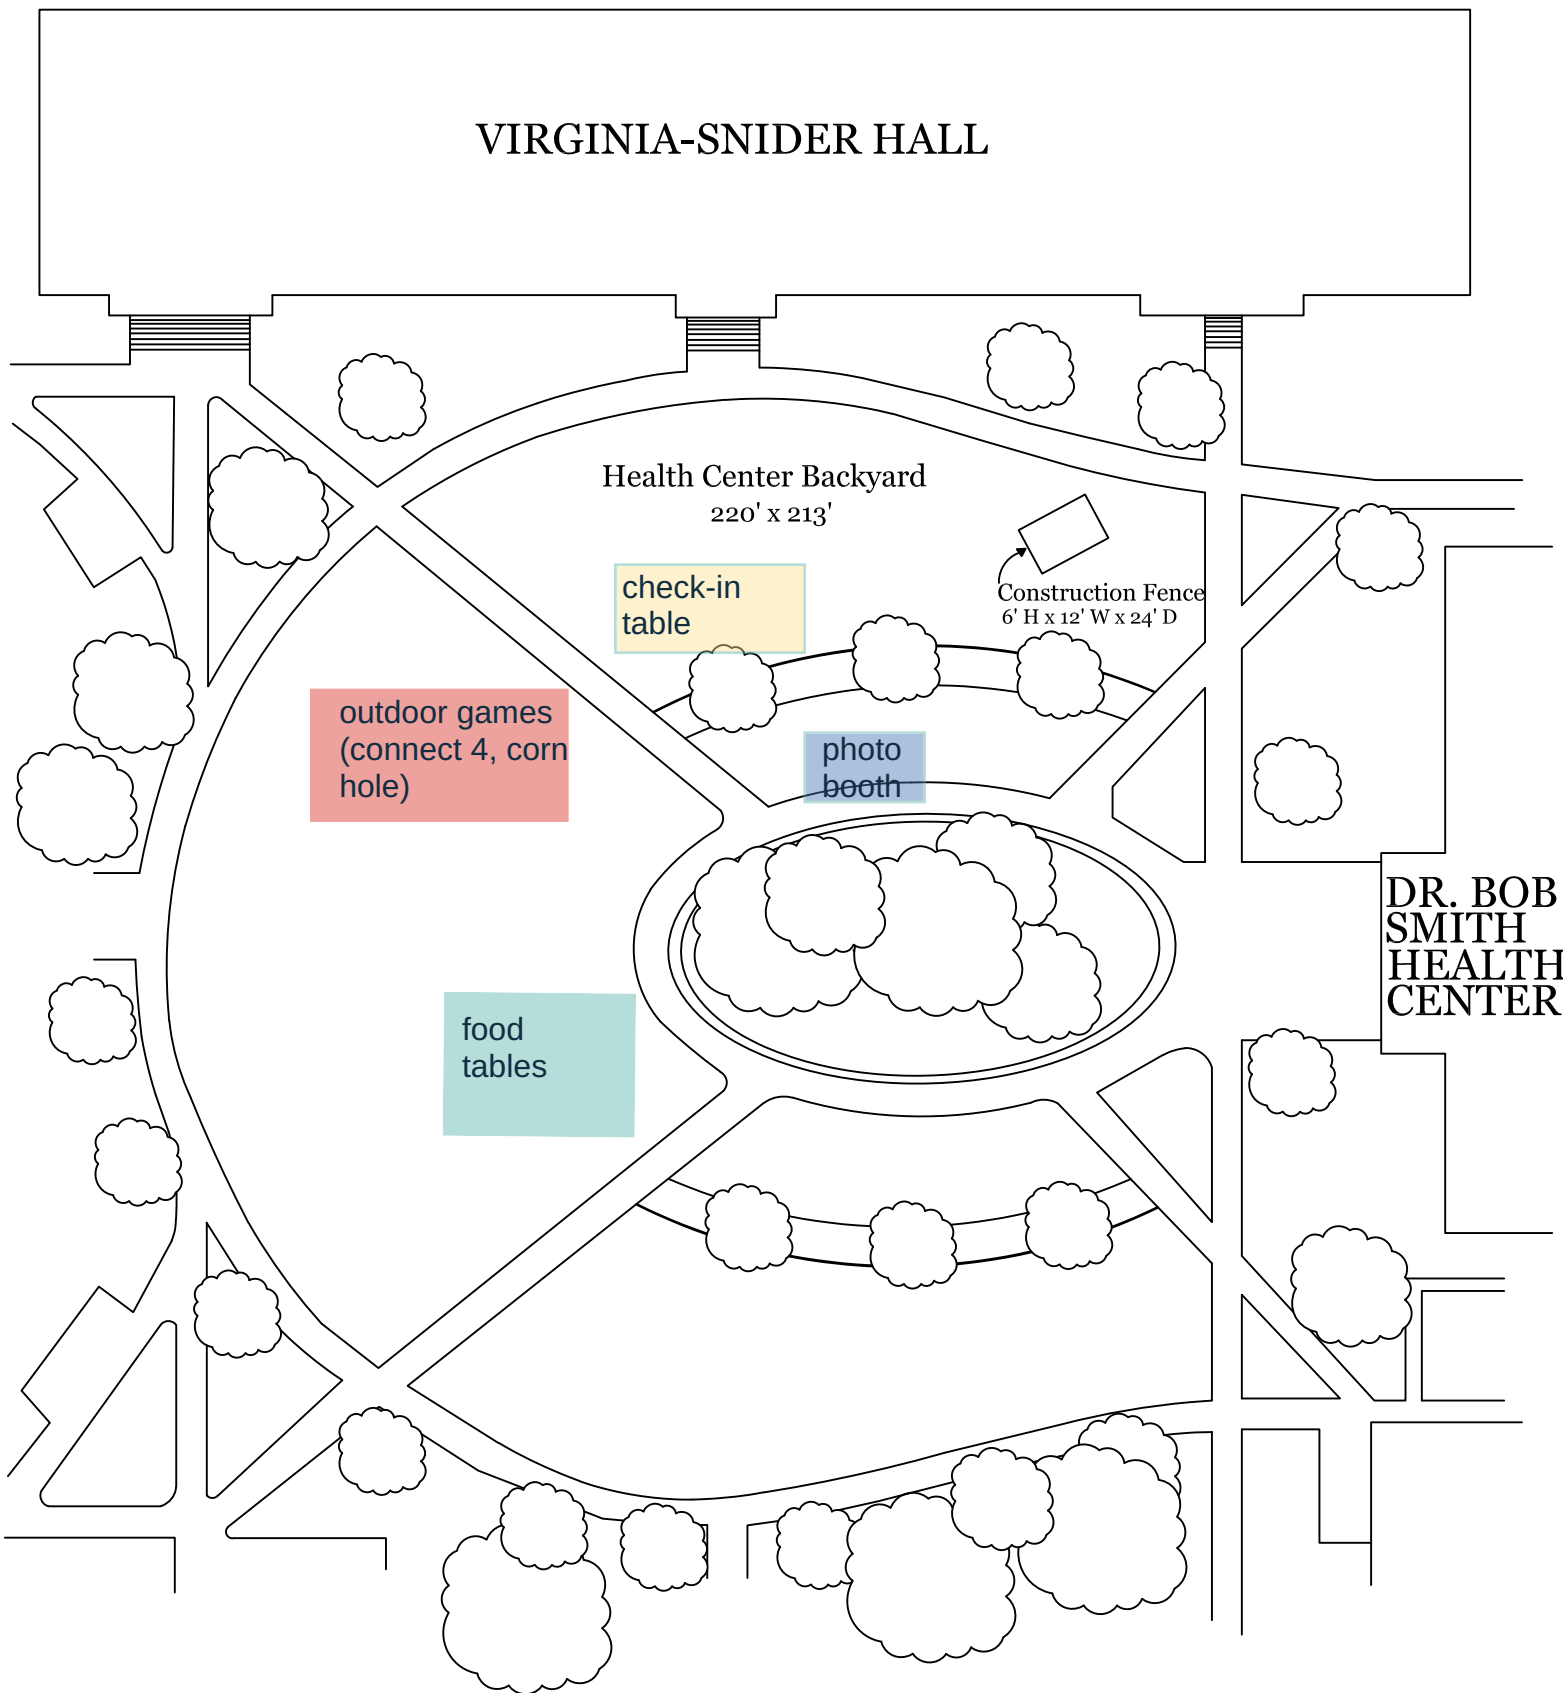 VIRGINIA-SNIDER HALL
Health Center Backyard
220' x 213'
Construction Fence
6' H x 12' W x 24' D
check-in
table
outdoor games
(connect 4, corn
hole)
photo
booth
DR. BOB
SMITH
HEALTH
CENTER
food
tables